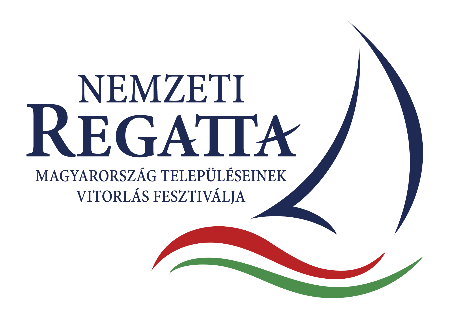 NEMZETI
REGATTA
MAGYARORSZÁG TELEPÜLÉSEINEK
VITORLÁS FESZTIVÁLJA